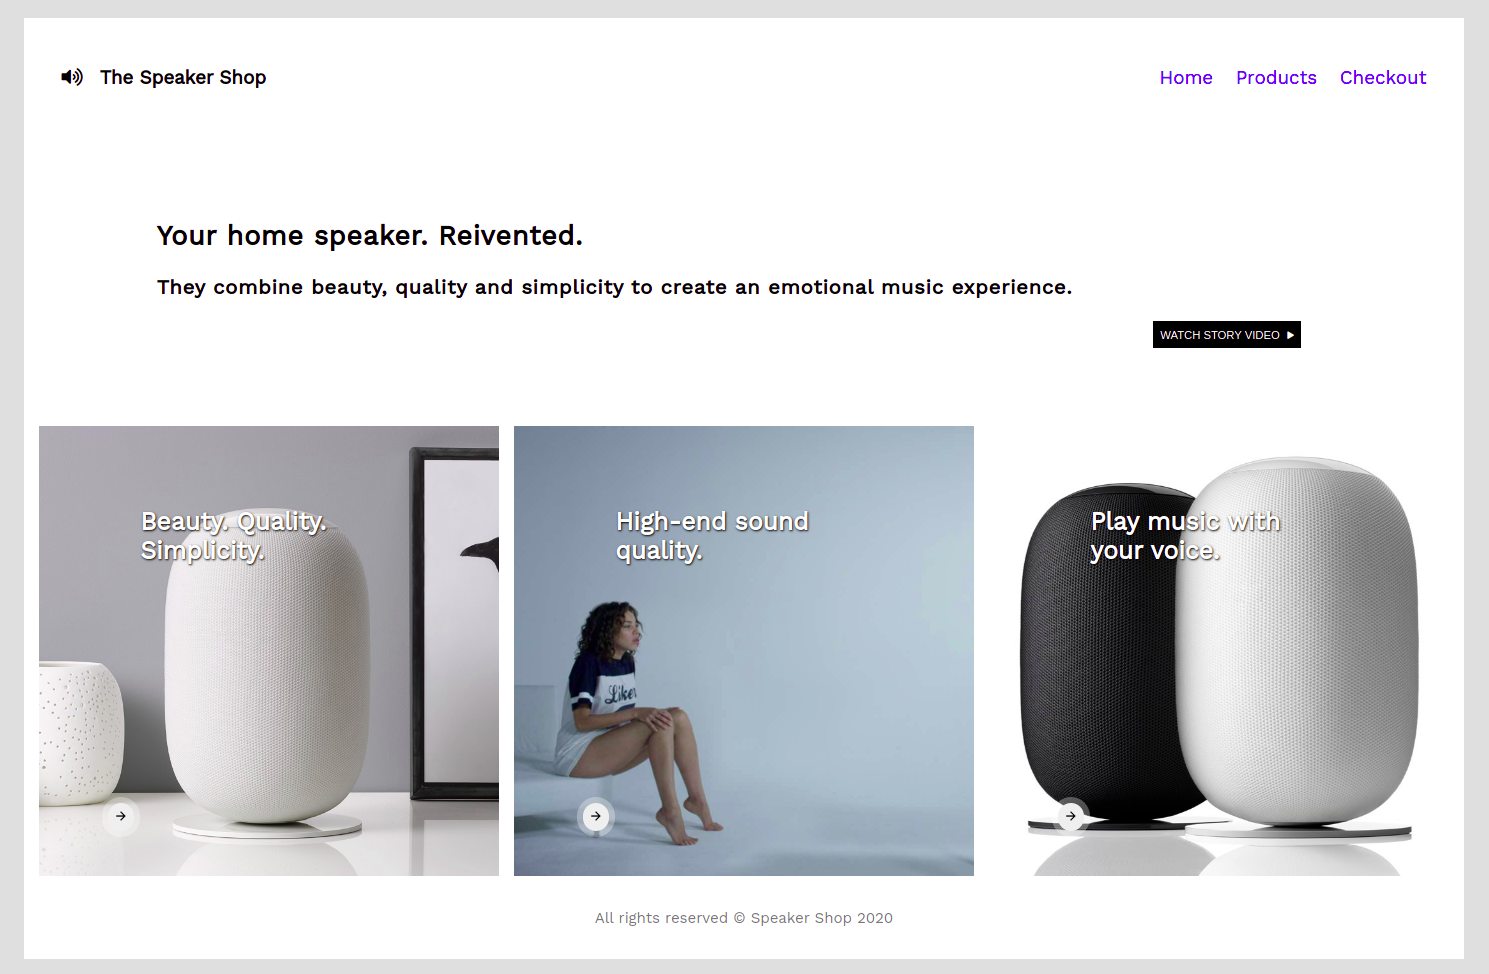 The Speaker Shop
Home Products Checkout
Your home speaker. Reivented.
They combine beauty, quality and simplicity to create an emotional music experience.
WATCH STORY VIDEO
Beauty. Quality.
Simplicity.
High-end sound
quality.
Liker
Play music with
your voice.
All rights reserved © Speaker Shop 2020